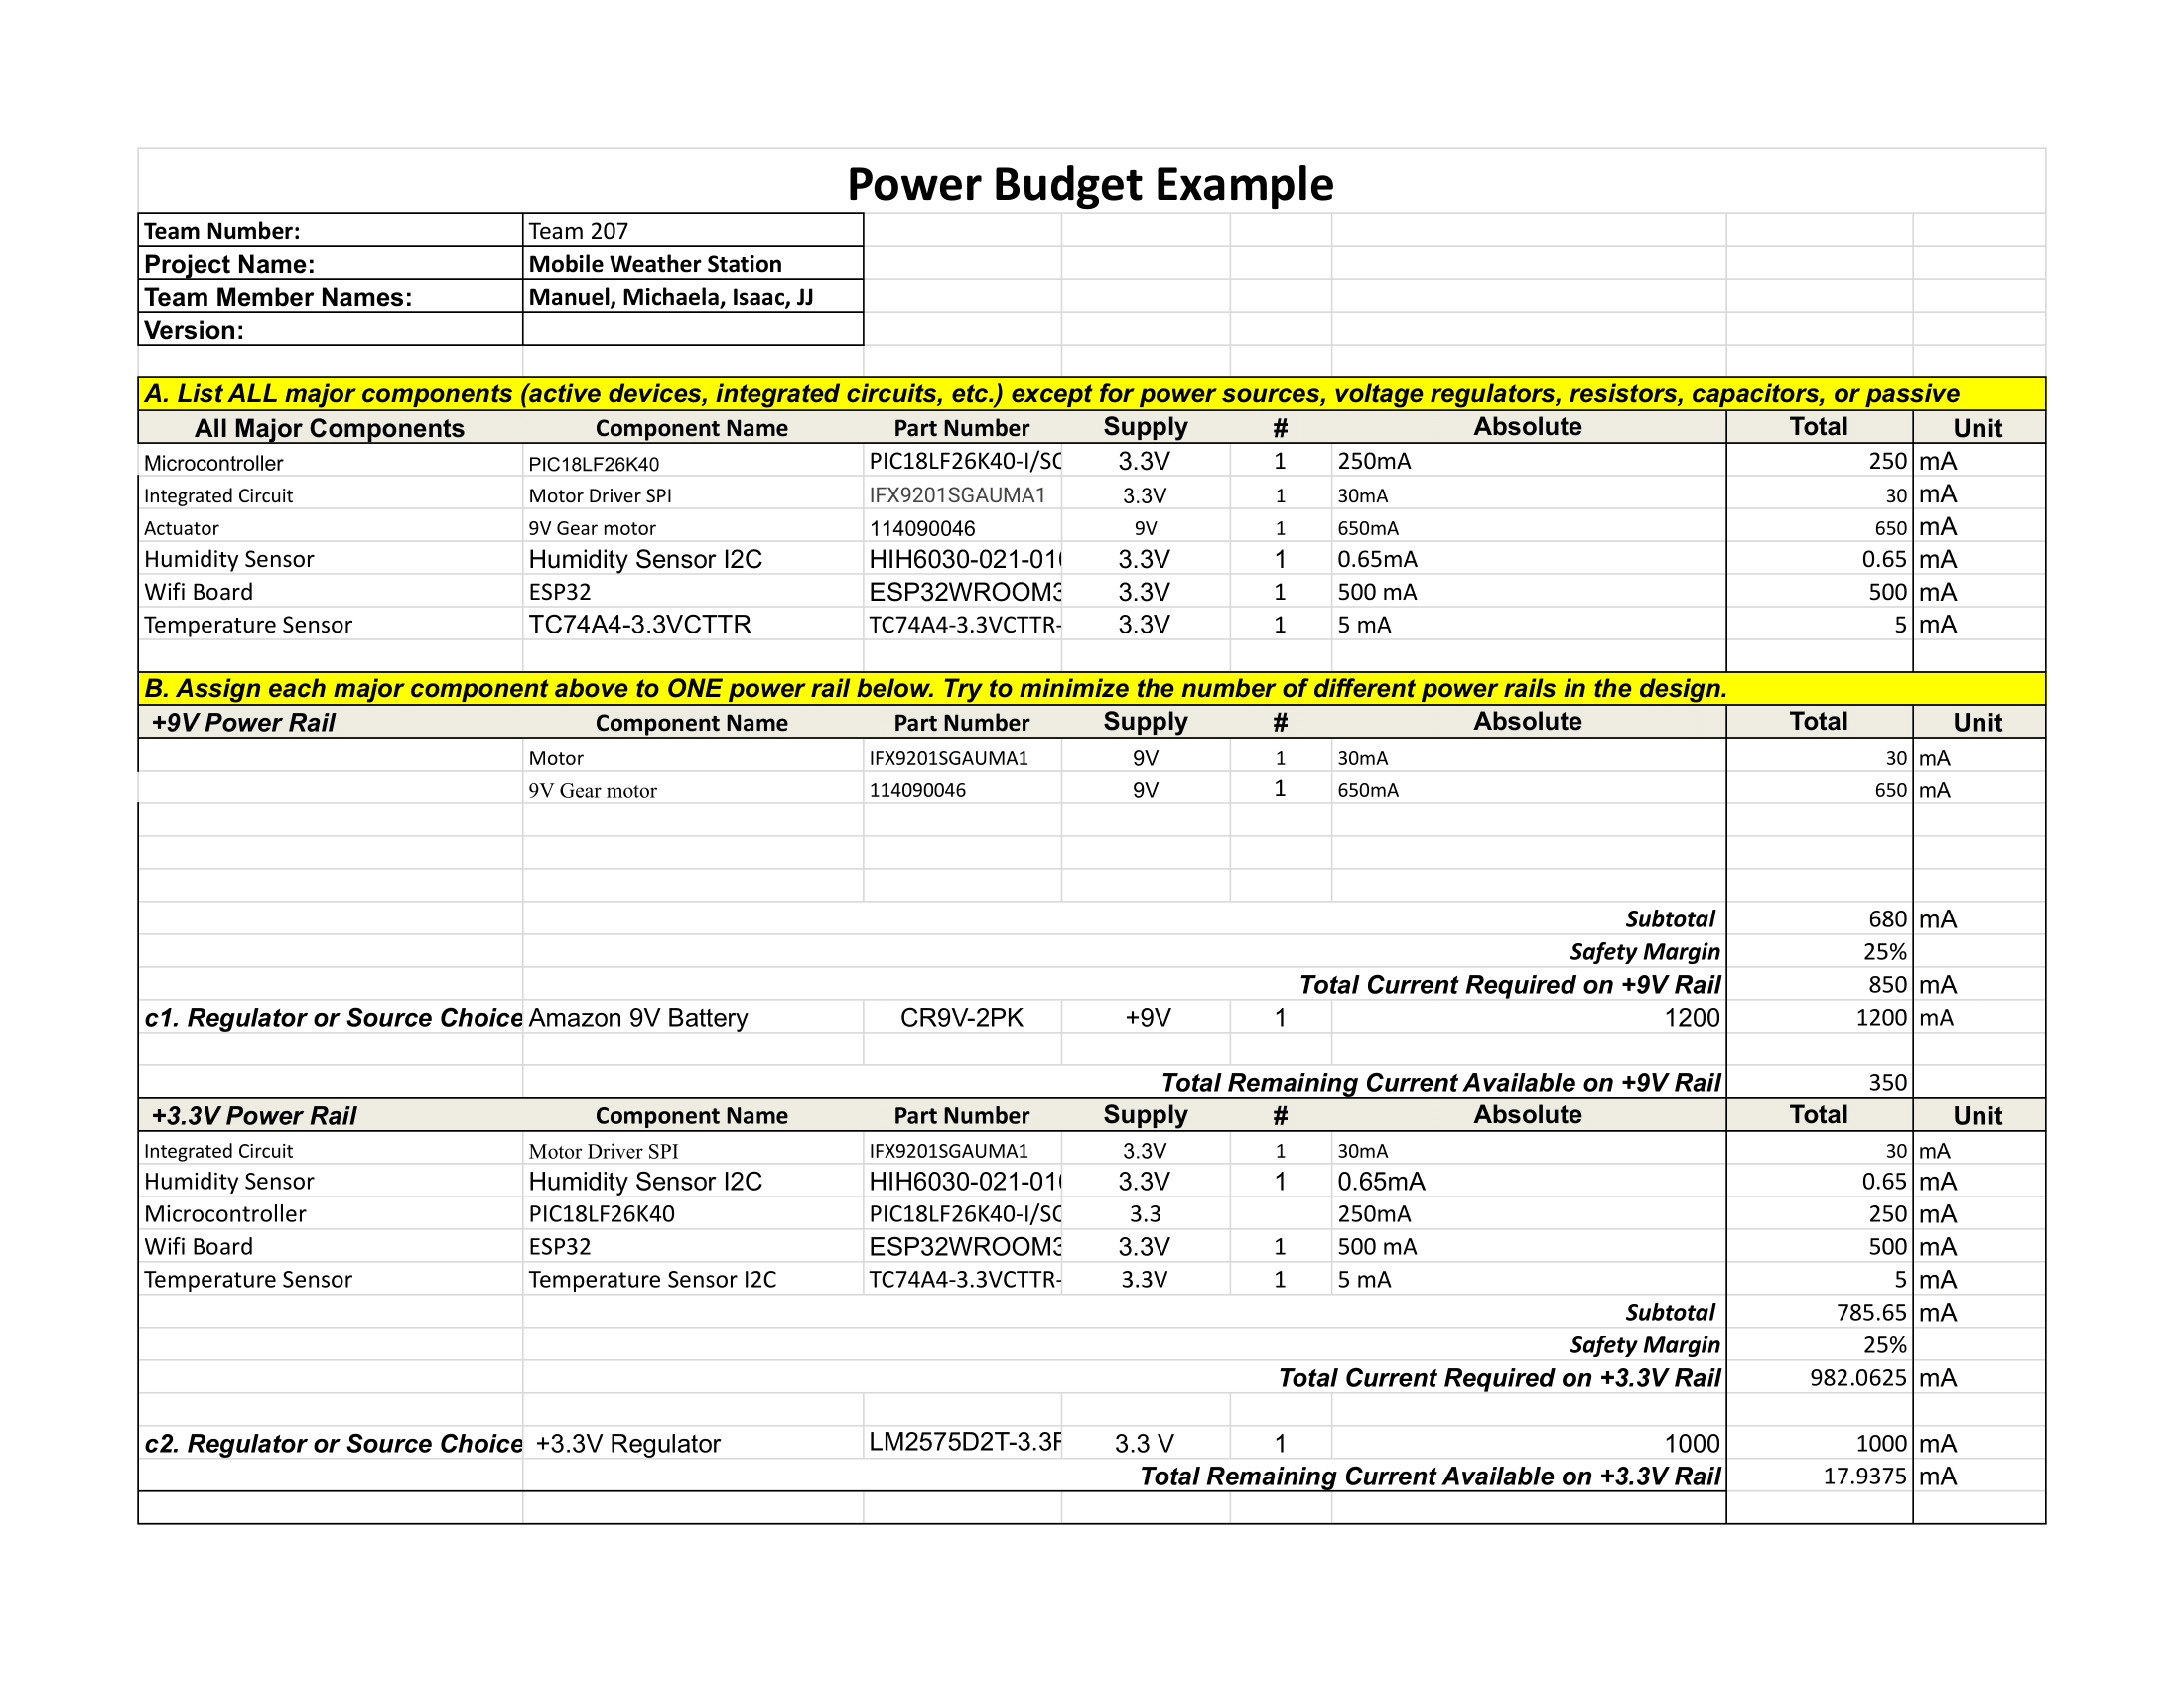 Power Budget Example
Team Number: Team 207
Project Name: Mobile Weather Station
Team Member Names: Manuel, Michaela, Isaac, JJ
Version:
A. List ALL major components (active devices, integrated circuits, etc.) except for power sources, voltage regulators, resistors, capacitors, or passive
All Major Components Component Name Part Number Supply # Absolute Total Unit
Microcontroller PIC18LF26K40 PIC18LF26K40-I/SO 3.3V 1 250mA 250 mA
Integrated Circuit Motor Driver SPI IFX9201SGAUMA1 3.3V 1 30mA 30 mA
Actuator 9V Gear motor 114090046 9V 1 650mA 650 mA
Humidity Sensor Humidity Sensor I2C HIH6030-021-01 3.3V 1 0.65mA 0.65 mA
Wifi Board ESP32 ESP32WROOM3 3.3V 1 500 mA 500 mA
Temperature Sensor TC74A4-3.3VCTTR TC74A4-3.3VCTTR- 3.3V 1 5 mA 5 mA
B. Assign each major component above to ONE power rail below. Try to minimize the number of different power rails in the design.
+9V Power Rail Component Name Part Number Supply # Absolute Total Unit
Motor IFX9201SGAUMA1 9V 1 30mA 30 mA
9V Gear motor 114090046 9V 1 650mA 650 mA
Subtotal 680 mA
Safety Margin 25%
Total Current Required on +9V Rail 850 mA
c1. Regulator or Source Choice Amazon 9V Battery CR9V-2PK +9V 1 1200 1200 mA
Total Remaining Current Available on +9V Rail 350
+3.3V Power Rail Component Name Part Number Supply # Absolute Total Unit
Integrated Circuit Motor Driver SPI IFX9201SGAUMA1 3.3V 1 30mA 30 mA
Humidity Sensor Humidity Sensor I2C HIH6030-021-01 3.3V 1 0.65mA 0.65 mA
Microcontroller PIC18LF26K40 PIC18LF26K40-I/SO 3.3 250mA 250 mA
Wifi Board ESP32 ESP32WROOM3 3.3V 1 500 mA 500 mA
Temperature Sensor Temperature Sensor I2C TC74A4-3.3VCTTR- 3.3V 1 5 mA 5 mA
Subtotal 785.65 mA
Safety Margin 25%
Total Current Required on +3.3V Rail 982.0625 mA
c2. Regulator or Source Choice +3.3V Regulator LM2575D2T-3.3R 3.3 V 1 1000 1000 mA
Total Remaining Current Available on +3.3V Rail 17.9375 mA